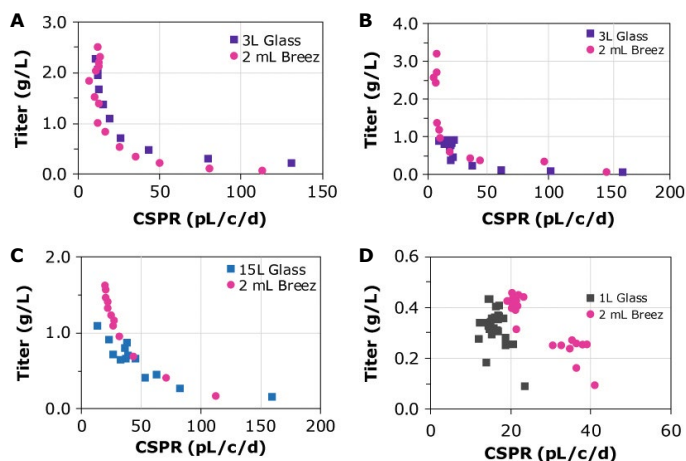 A
3.0
2.0
1.0
0.0
Titer (g/L)
3L Glass
2 mL Breez
0
50
100
150
CSPR (pL/c/d)
B
4.0
3.0
2.0
1.0
0.0
Titer (g/L)
3L Glass
2 mL Breez
0
50
100
150
200
CSPR (pL/c/d)
C
2.0
1.0
0.0
Titer (g/L)
15L Glass
2 mL Breez
0
50
100
150
200
CSPR (pL/c/d)
D
0.6
0.4
0.2
0.0
Titer (g/L)
1L Glass
2 mL Breez
0
20
40
60
CSPR (pL/c/d)